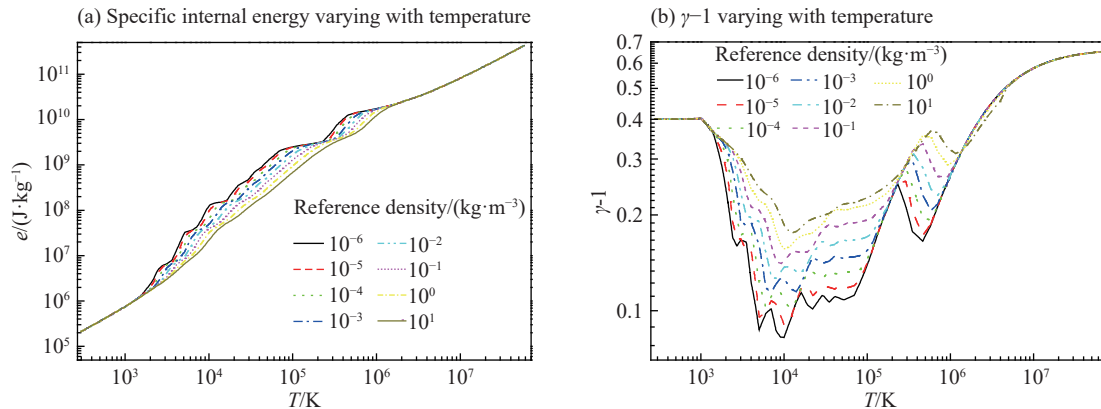 (a) Specific internal energy varying with temperature
10¹¹
10¹⁰
10⁹
10⁸
10⁷
10⁶
10⁵
e/(J·kg⁻¹)
Reference density/(kg·m⁻³)
10⁻⁶ 10⁻²
10⁻⁵ 10⁻¹
10⁻⁴ 10⁰
10⁻³ 10¹
10³ 10⁴ 10⁵ 10⁶ 10⁷
T/K
(b) γ−1 varying with temperature
0.7
0.5
0.4
0.3
0.2
0.1
γ-1
Reference density/(kg·m⁻³)
10⁻⁶ 10⁻³ 10⁰
10⁻⁵ 10⁻² 10¹
10⁻⁴ 10⁻¹
10³ 10⁴ 10⁵ 10⁶ 10⁷
T/K